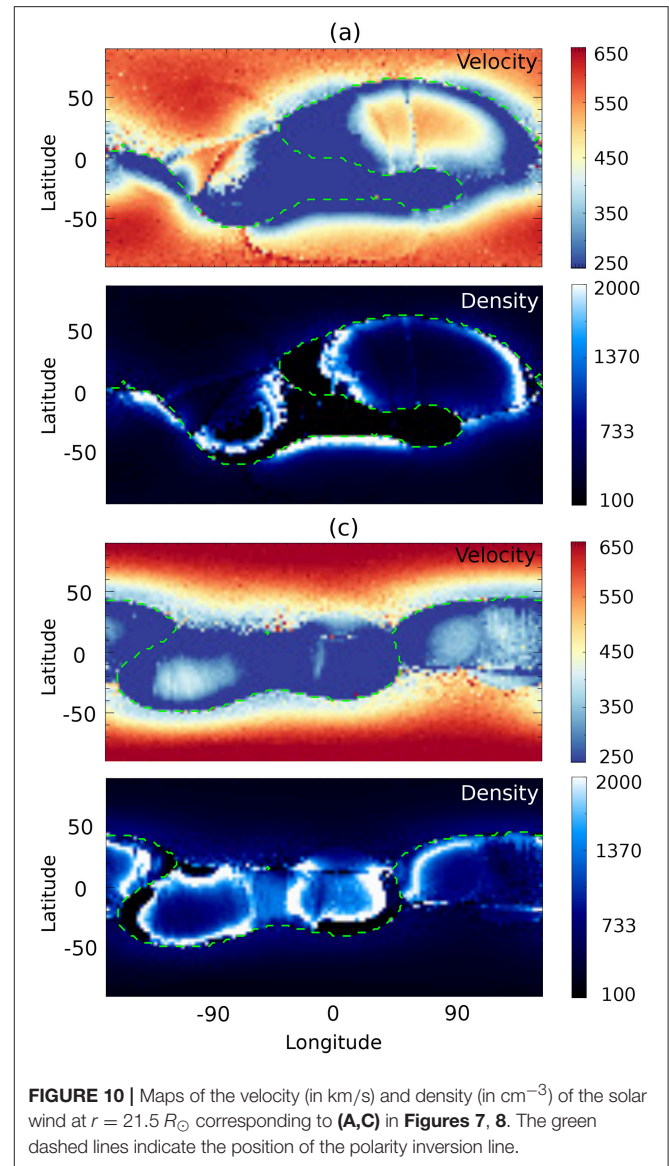 (a)
Velocity
50
0
-50
Latitude
650
550
450
350
250
Density
50
0
-50
Latitude
2000
1370
733
100
(c)
Velocity
50
0
-50
Latitude
650
550
450
350
250
Density
50
0
-50
Latitude
2000
1370
733
100
-90 0 90
Longitude
FIGURE 10 | Maps of the velocity (in km/s) and density (in cm⁻³) of the solar
wind at r = 21.5 R⊙ corresponding to (A,C) in Figures 7, 8. The green
dashed lines indicate the position of the polarity inversion line.